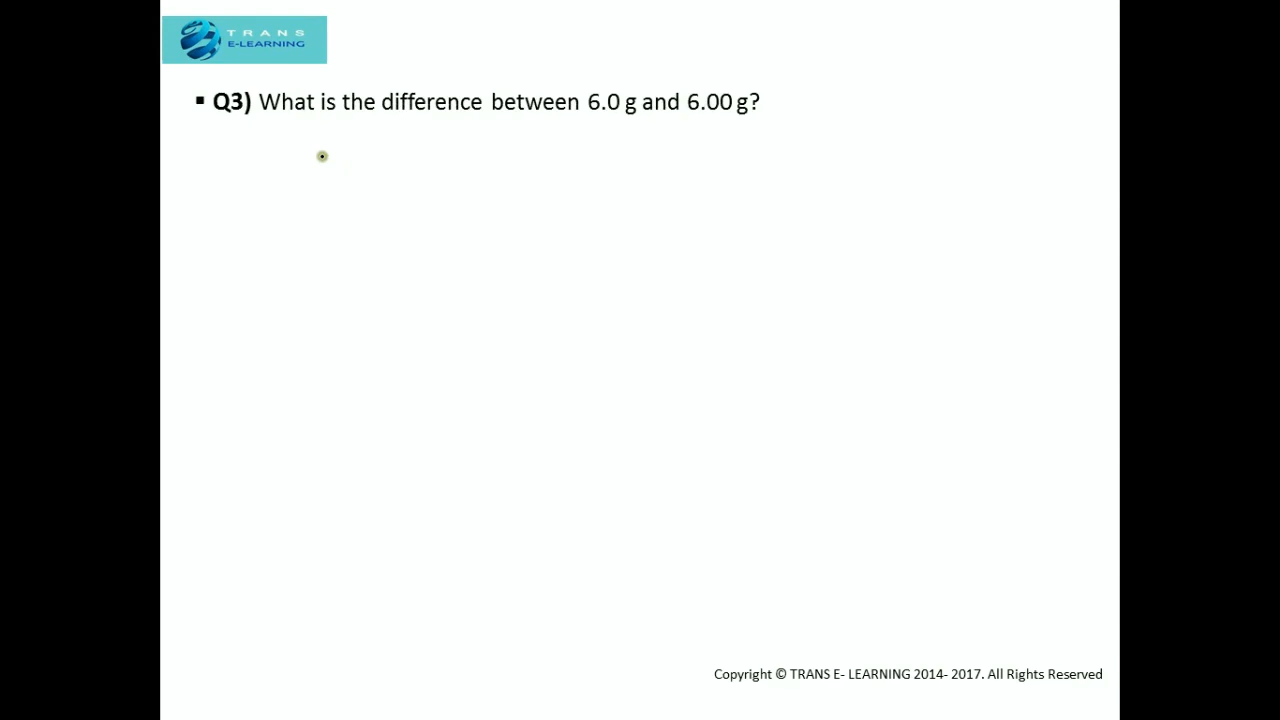 TRANS
E-LEARNING
▪ Q3) What is the difference between 6.0 g and 6.00 g?
Copyright © TRANS E- LEARNING 2014- 2017. All Rights Reserved